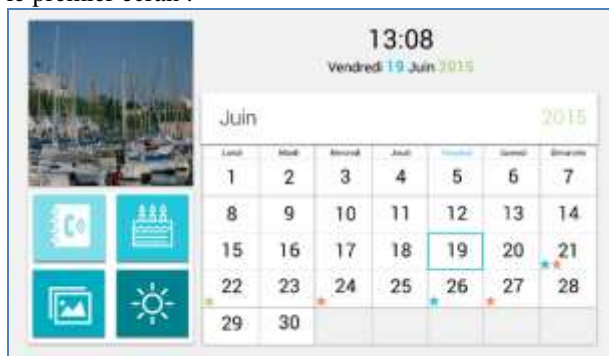 le premier écran :
13:08
Vendredi 19 Juin 2015
Juin 2015
Lundi Mardi Mercredi Jeudi Vendredi Samedi Dimanche
1 2 3 4 5 6 7
8 9 10 11 12 13 14
15 16 17 18 19 20 21
22 23 24 25 26 27 28
29 30